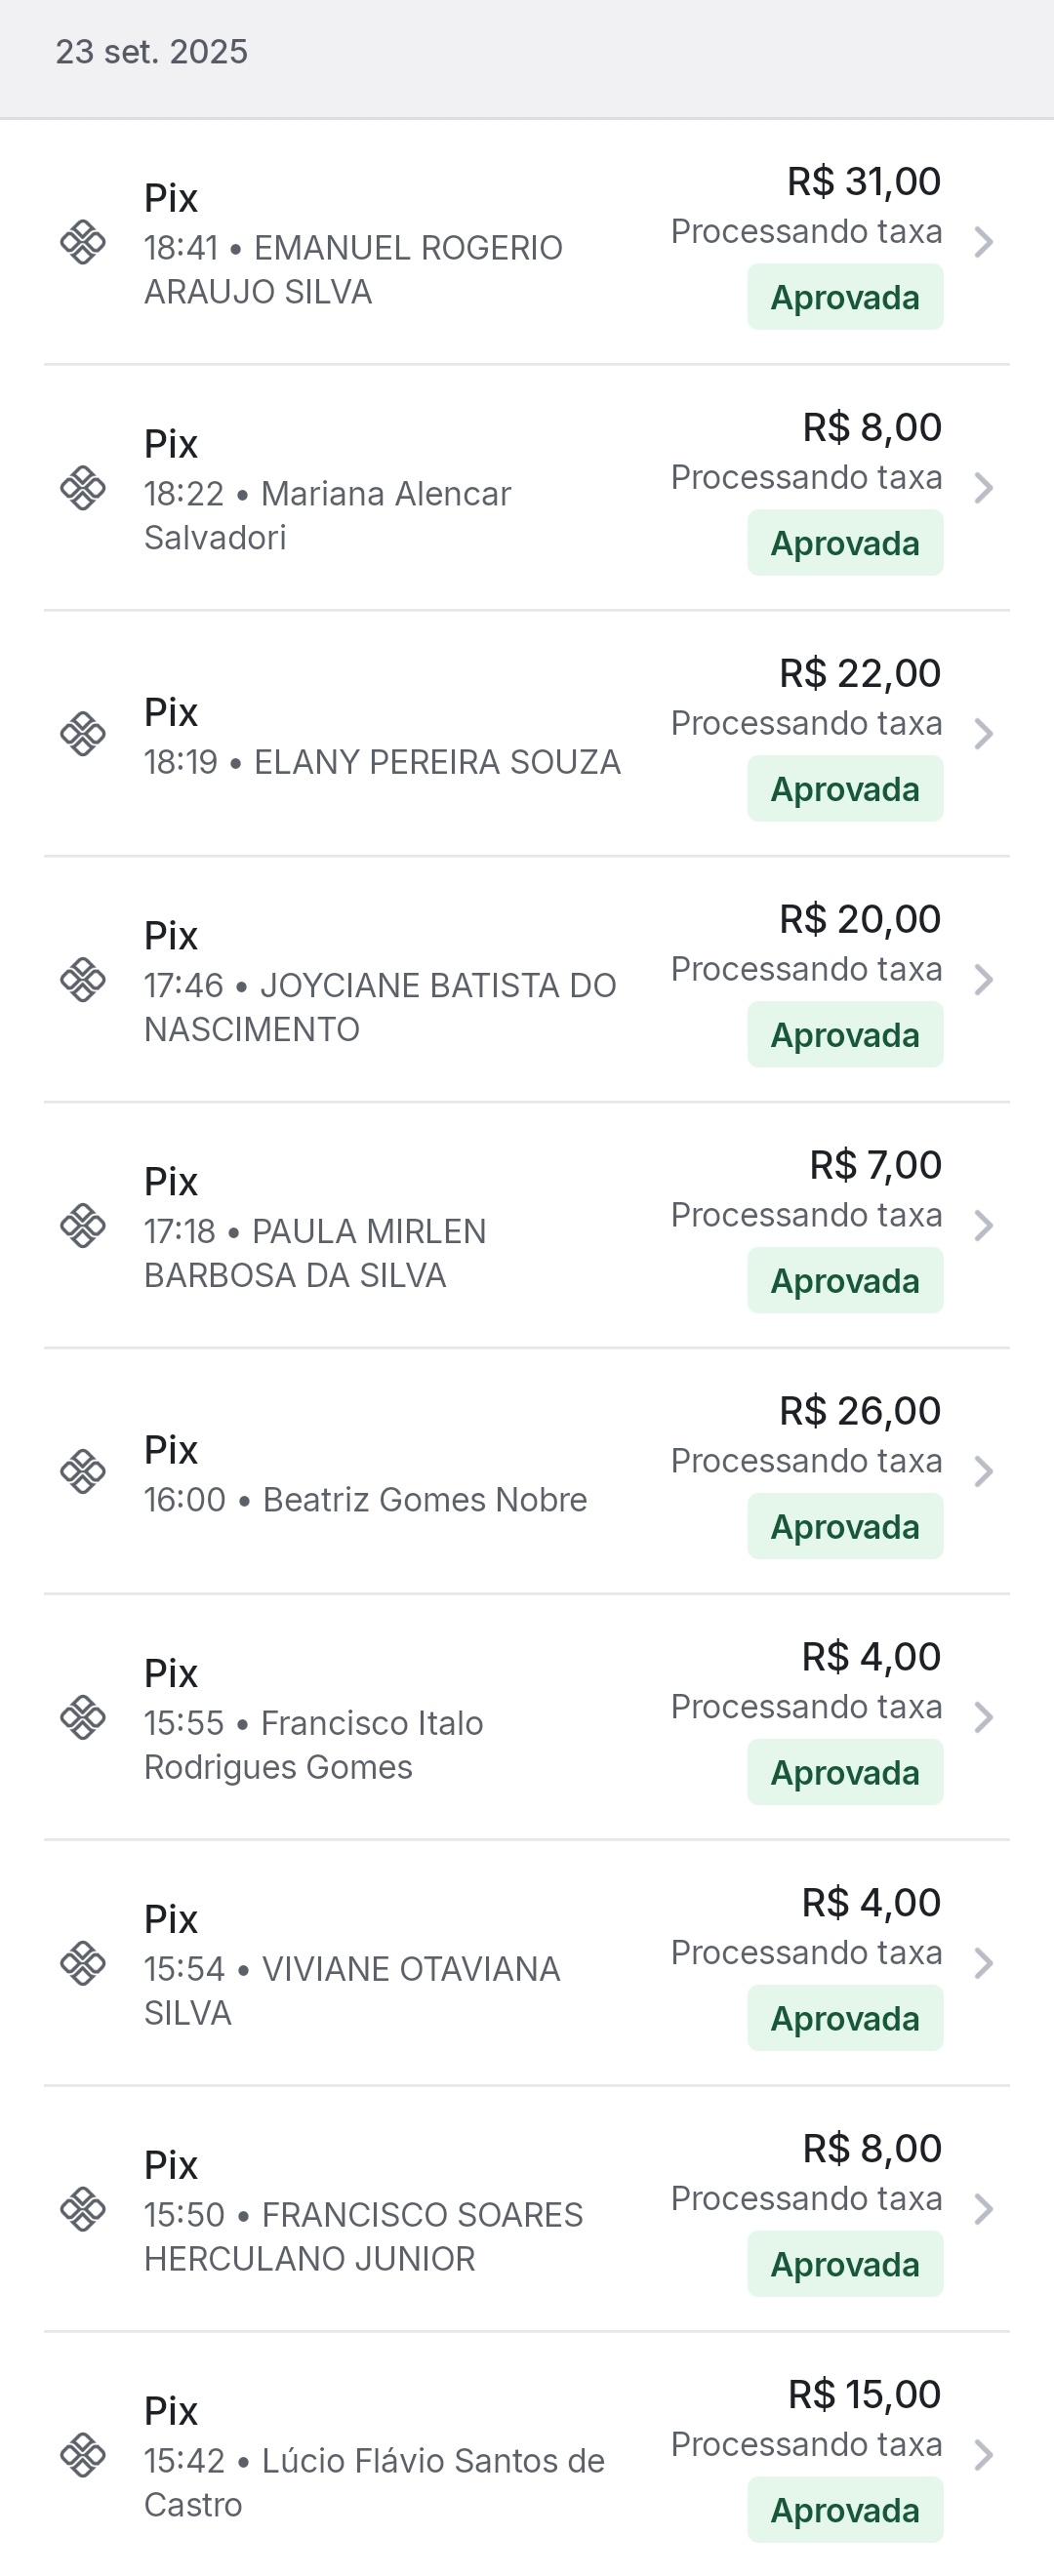 23 set. 2025
Pix
18:41 • EMANUEL ROGERIO
ARAUJO SILVA
R$ 31,00
Processando taxa
Aprovada
Pix
18:22 • Mariana Alencar
Salvadori
R$ 8,00
Processando taxa
Aprovada
Pix
18:19 • ELANY PEREIRA SOUZA
R$ 22,00
Processando taxa
Aprovada
Pix
17:46 • JOYCIANE BATISTA DO
NASCIMENTO
R$ 20,00
Processando taxa
Aprovada
Pix
17:18 • PAULA MIRLEN
BARBOSA DA SILVA
R$ 7,00
Processando taxa
Aprovada
Pix
16:00 • Beatriz Gomes Nobre
R$ 26,00
Processando taxa
Aprovada
Pix
15:55 • Francisco Italo
Rodrigues Gomes
R$ 4,00
Processando taxa
Aprovada
Pix
15:54 • VIVIANE OTAVIANA
SILVA
R$ 4,00
Processando taxa
Aprovada
Pix
15:50 • FRANCISCO SOARES
HERCULANO JUNIOR
R$ 8,00
Processando taxa
Aprovada
Pix
15:42 • Lúcio Flávio Santos de
Castro
R$ 15,00
Processando taxa
Aprovada